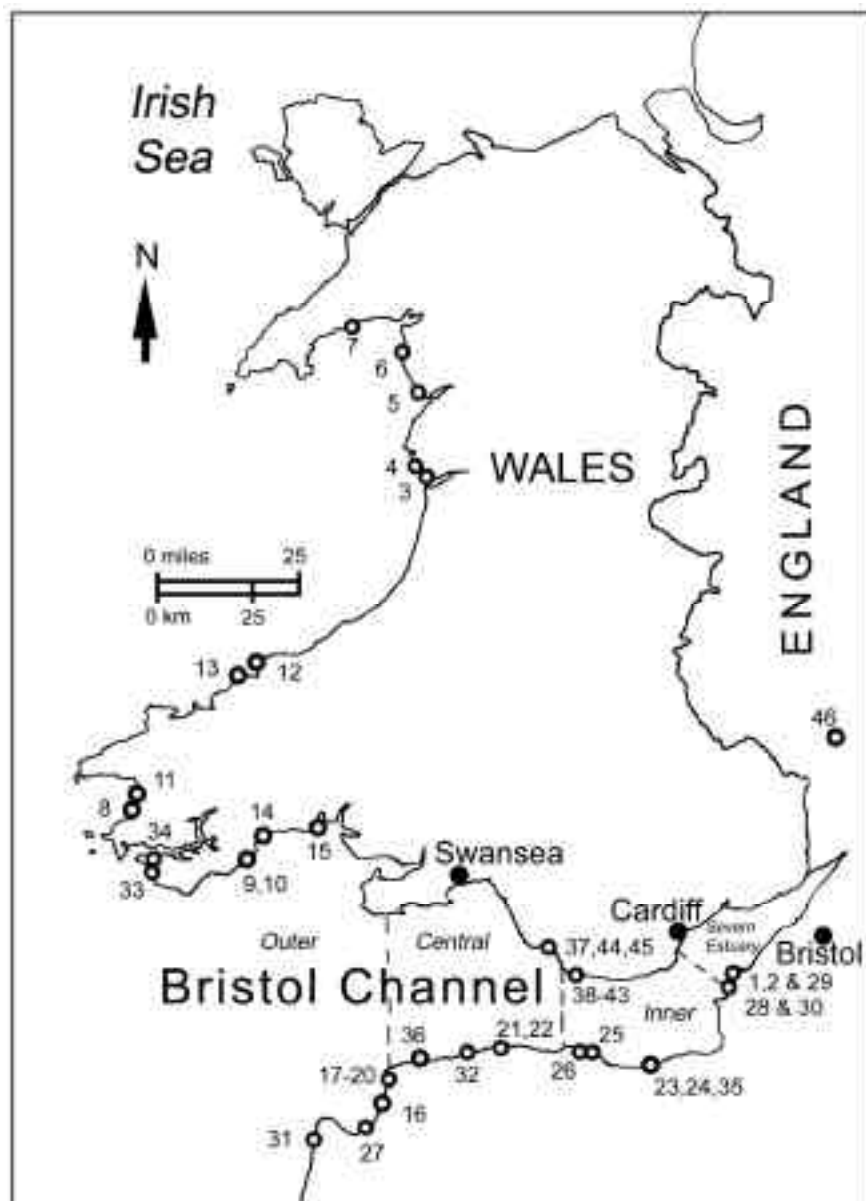 Irish
Sea
N
7
6
5
4
3
WALES
ENGLAND
0 miles 25
0 km 25
13
12
46
11
8
34
14
15
33
9,10
Swansea
Cardiff
Severn
Estuary
Bristol
Outer
Central
37,44,45
Bristol Channel
38-43
1,2 & 29
28 & 30
Inner
36
21,22
25
32
26
17-20
23,24,35
16
31
27